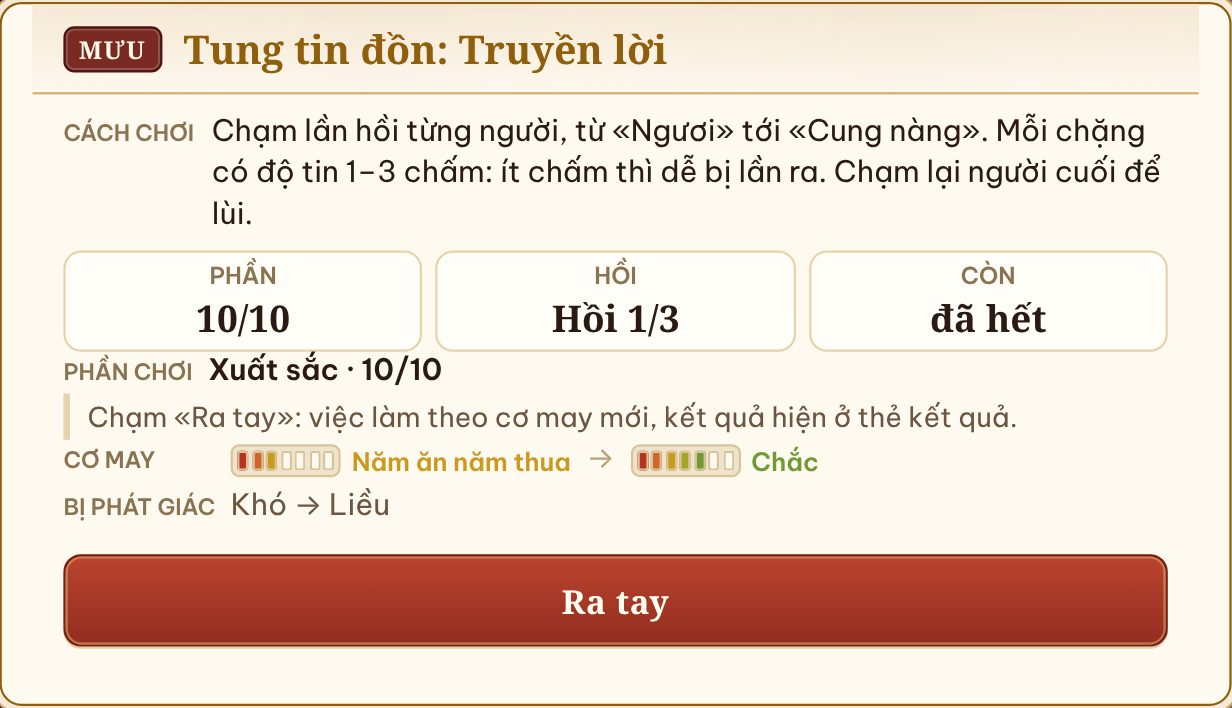 MƯU Tung tin đồn: Truyền lời
CÁCH CHƠI Chạm lần hồi từng người, từ «Ngươi» tới «Cung nàng». Mỗi chặng
có độ tin 1–3 chấm: ít chấm thì dễ bị lần ra. Chạm lại người cuối để
lùi.
PHẦN HỒI CÒN
10/10 Hồi 1/3 đã hết
PHẦN CHƠI Xuất sắc · 10/10
Chạm «Ra tay»: việc làm theo cơ may mới, kết quả hiện ở thẻ kết quả.
CƠ MAY Năm ăn năm thua → Chắc
BỊ PHÁT GIÁC Khó → Liều
Ra tay